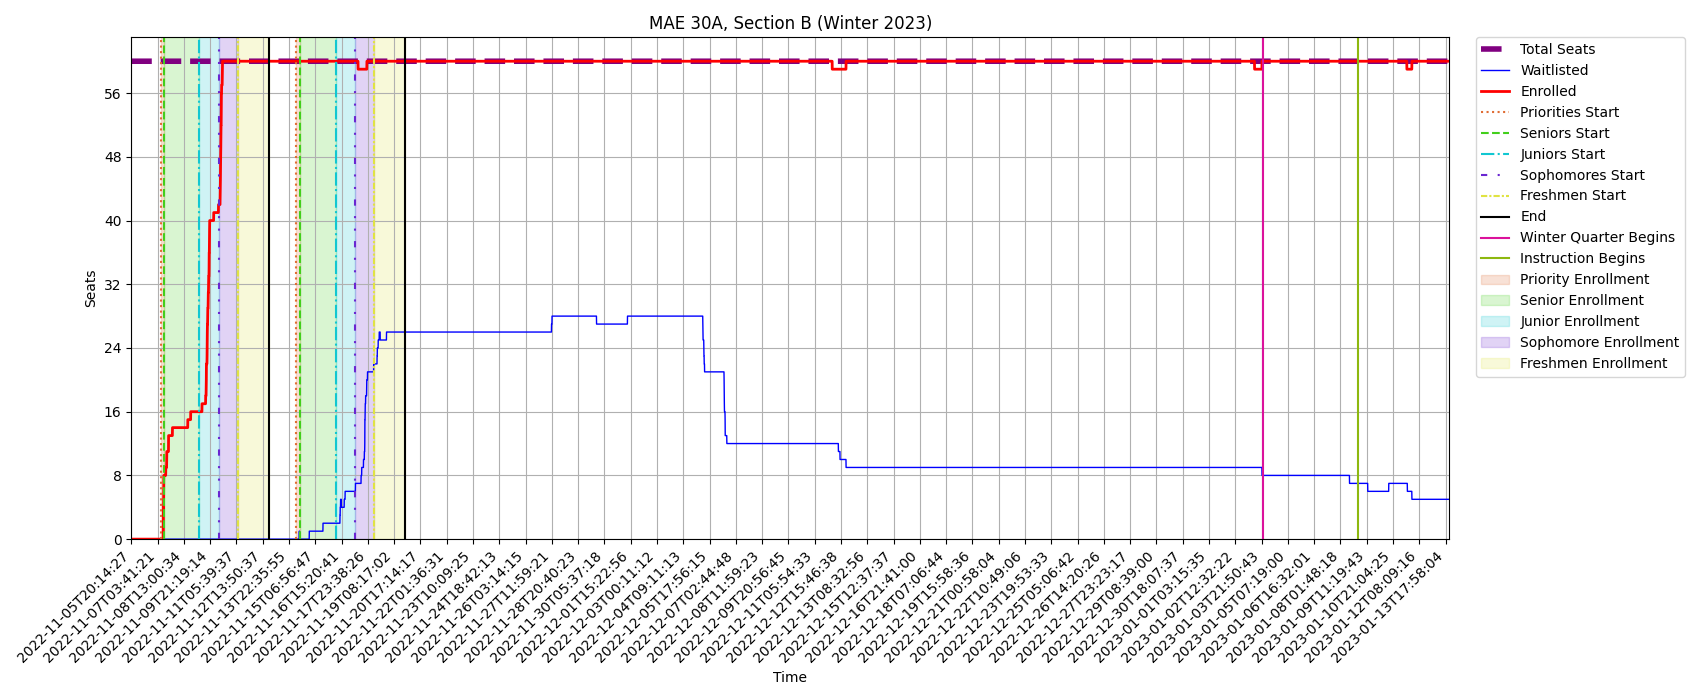 MAE 30A, Section B (Winter 2023)
Seats
56
48
40
32
24
16
8
0
2022-11-05T20:14:27
2022-11-07T03:41:21
2022-11-08T13:00:34
2022-11-09T21:19:14
2022-11-11T05:39:37
2022-11-12T13:50:37
2022-11-13T22:35:55
2022-11-15T06:56:47
2022-11-16T15:20:41
2022-11-17T23:38:26
2022-11-19T08:17:02
2022-11-20T17:14:17
2022-11-22T01:36:31
2022-11-23T10:09:25
2022-11-24T18:42:13
2022-11-26T03:14:15
2022-11-27T11:59:21
2022-11-28T20:40:23
2022-11-30T05:37:18
2022-12-01T15:22:56
2022-12-03T00:11:12
2022-12-04T09:11:13
2022-12-05T17:56:15
2022-12-07T02:44:48
2022-12-08T11:59:23
2022-12-09T20:56:45
2022-12-11T05:54:33
2022-12-12T15:46:38
2022-12-13T08:32:56
2022-12-15T12:37:37
2022-12-16T21:41:00
2022-12-18T07:06:44
2022-12-19T15:58:36
2022-12-21T00:58:04
2022-12-22T10:49:06
2022-12-23T19:53:33
2022-12-25T05:06:42
2022-12-26T14:20:26
2022-12-27T23:23:17
2022-12-29T08:39:00
2022-12-30T18:07:37
2023-01-01T03:15:35
2023-01-02T12:32:22
2023-01-03T21:50:43
2023-01-05T07:19:00
2023-01-06T16:32:01
2023-01-08T01:48:18
2023-01-09T11:19:43
2023-01-10T21:04:25
2023-01-12T08:09:16
2023-01-13T17:58:04
Time
Total Seats
Waitlisted
Enrolled
Priorities Start
Seniors Start
Juniors Start
Sophomores Start
Freshmen Start
End
Winter Quarter Begins
Instruction Begins
Priority Enrollment
Senior Enrollment
Junior Enrollment
Sophomore Enrollment
Freshmen Enrollment